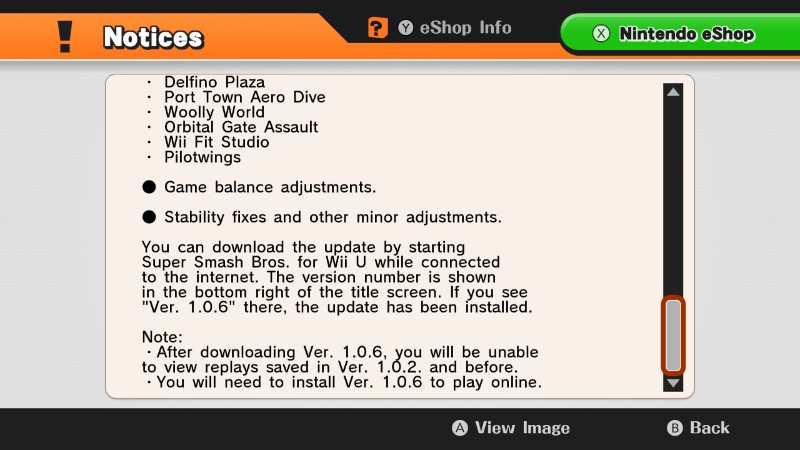 ! Notices
? Y eShop Info
X Nintendo eShop
· Delfino Plaza
· Port Town Aero Dive
· Woolly World
· Orbital Gate Assault
· Wii Fit Studio
· Pilotwings
● Game balance adjustments.
● Stability fixes and other minor adjustments.
You can download the update by starting
Super Smash Bros. for Wii U while connected
to the internet. The version number is shown
in the bottom right of the title screen. If you see
"Ver. 1.0.6" there, the update has been installed.
Note:
·After downloading Ver. 1.0.6, you will be unable
to view replays saved in Ver. 1.0.2. and before.
·You will need to install Ver. 1.0.6 to play online.
A View Image
B Back